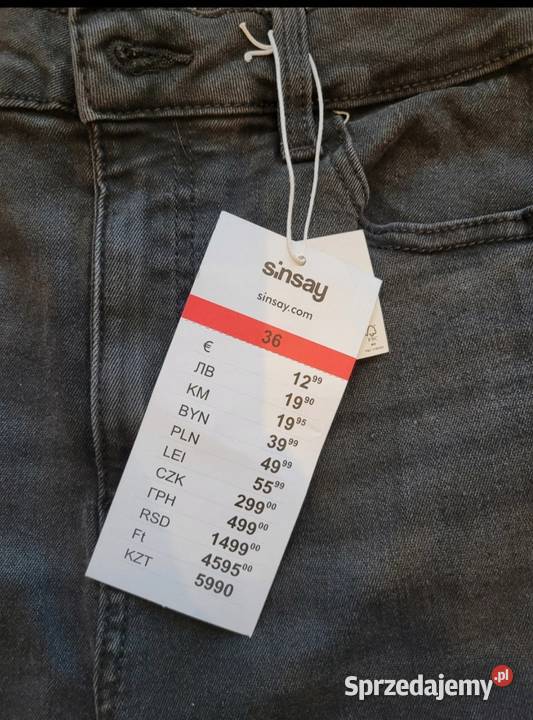 sinsay
sinsay.com
36
€ 12 99
ЛВ 19 90
KM 19 95
BYN 39 99
PLN 49 99
LEI 55 99
CZK 299 00
ГРН 499 00
RSD 1499 00
Ft 4595 00
KZT 5990
Sprzedajemy.pl